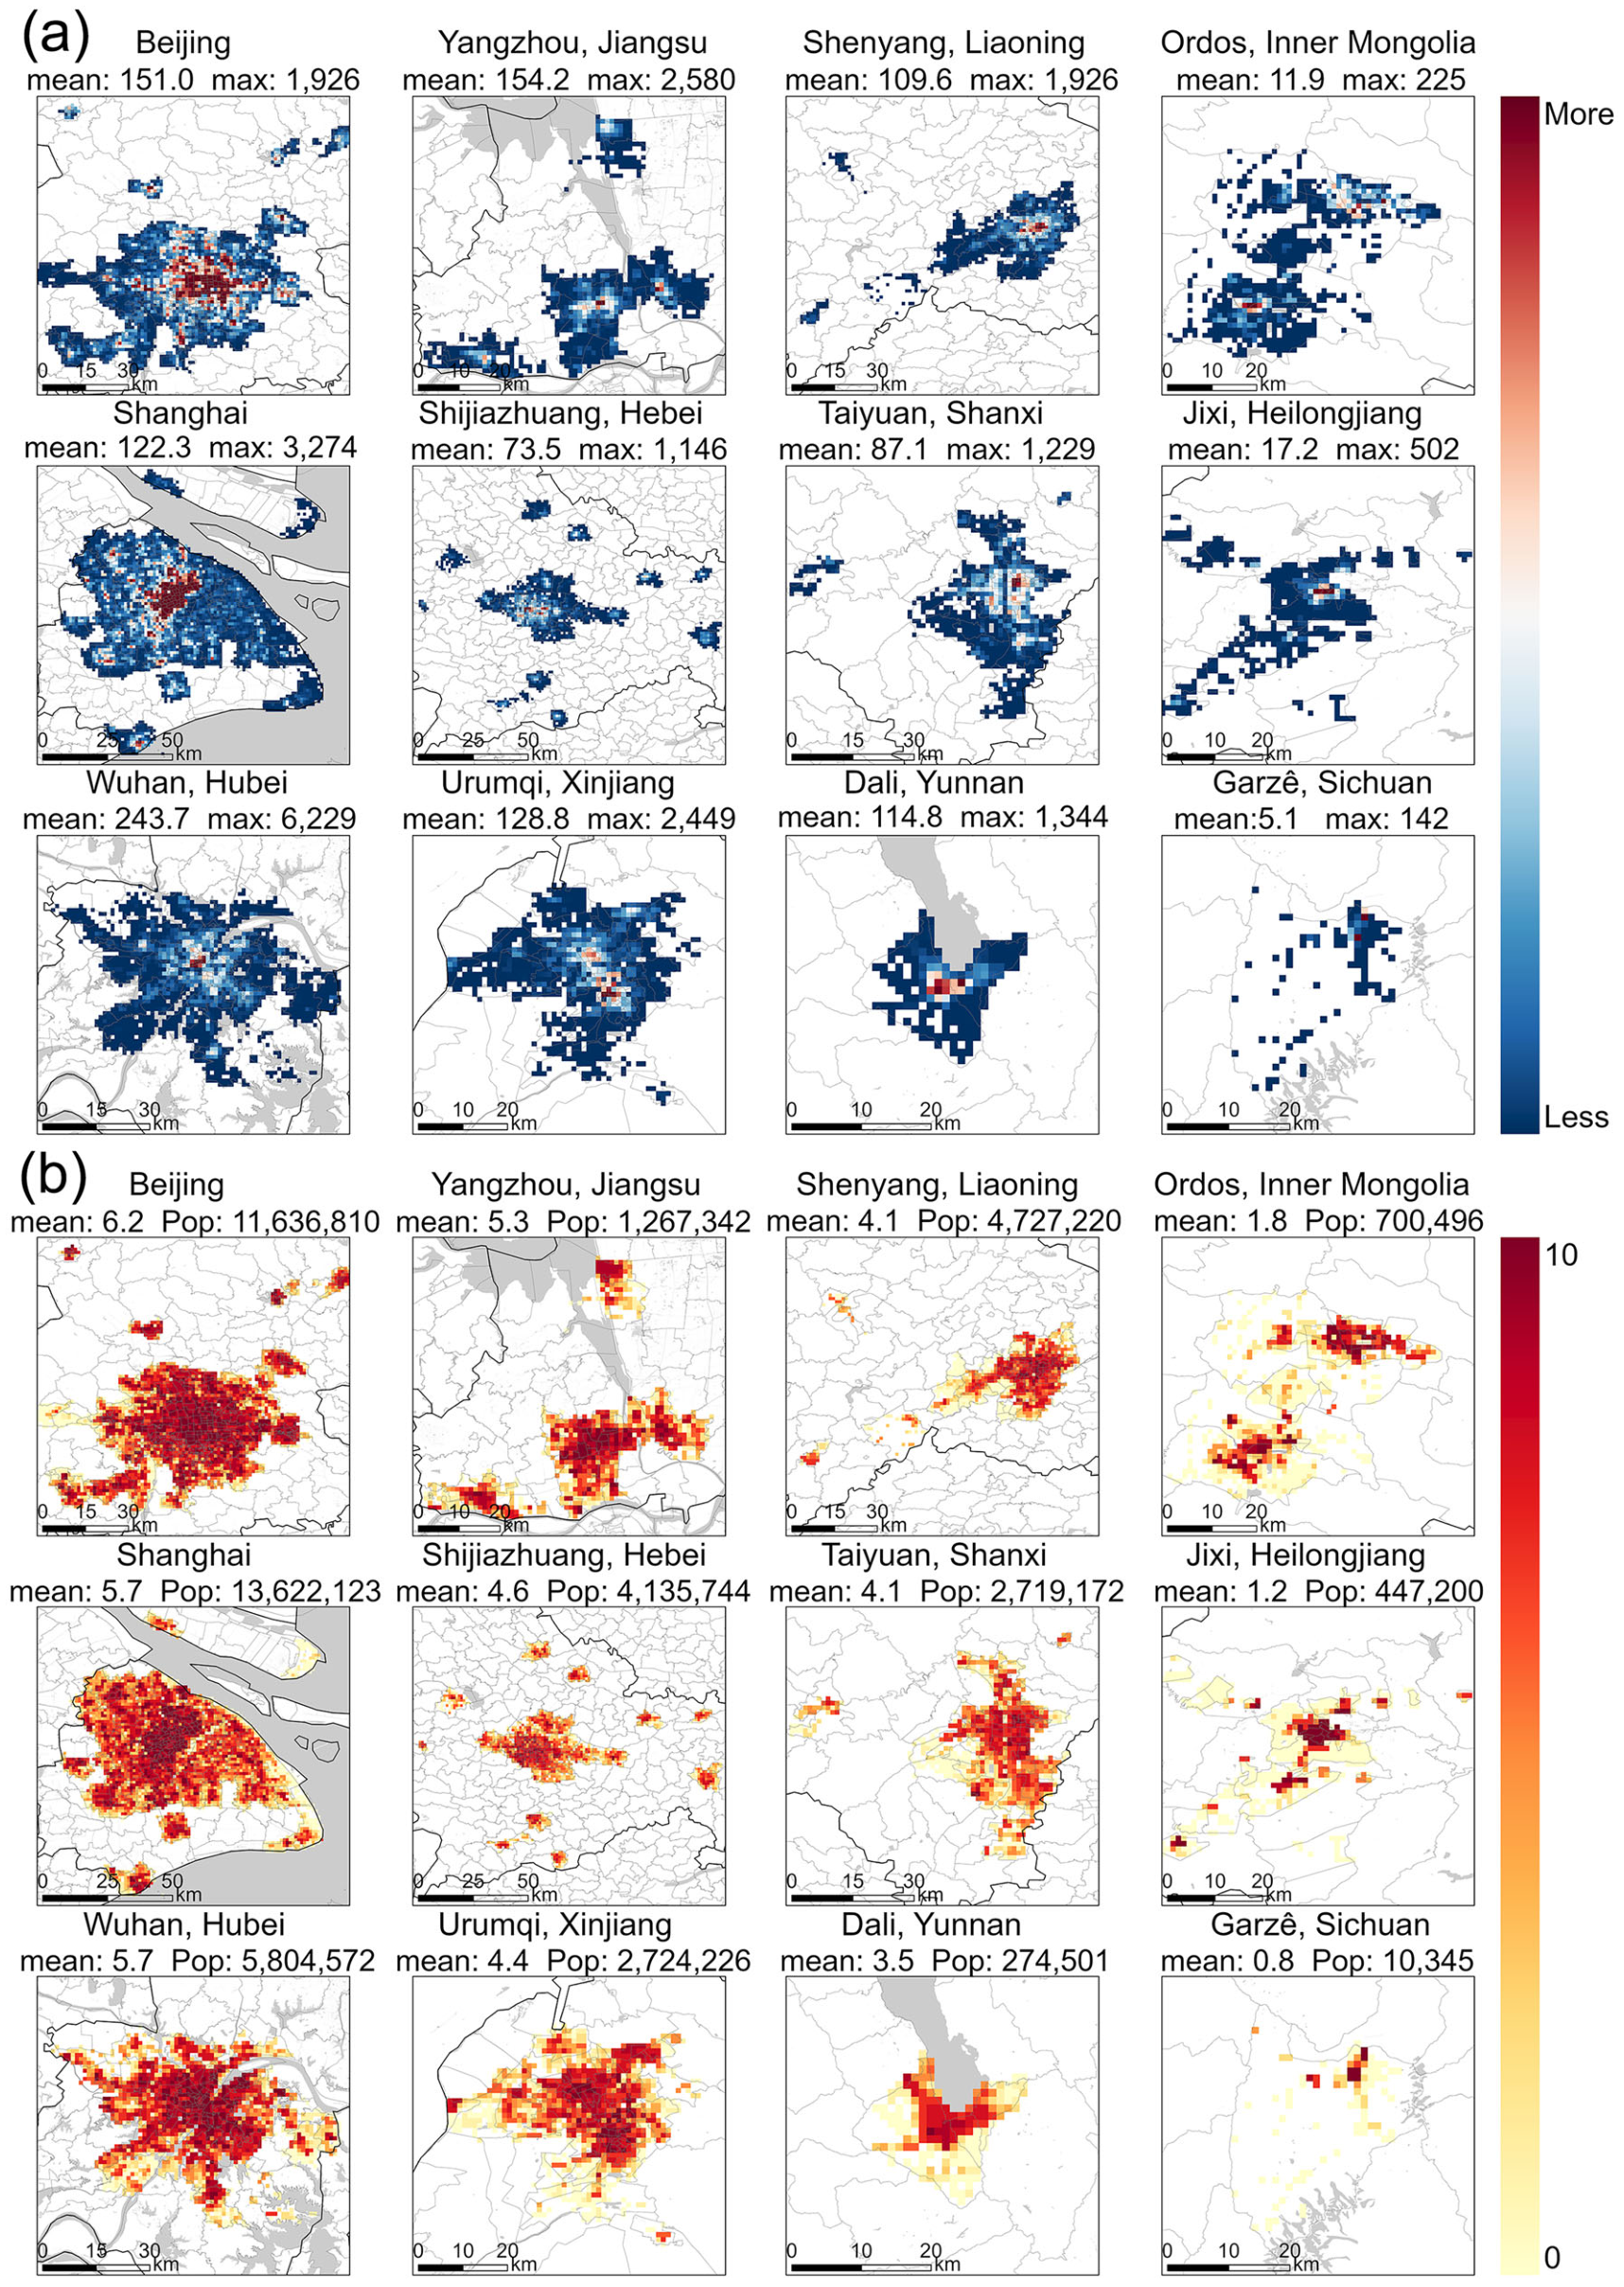 (a)
Beijing
mean: 151.0 max: 1,926
Yangzhou, Jiangsu
mean: 154.2 max: 2,580
Shenyang, Liaoning
mean: 109.6 max: 1,926
Ordos, Inner Mongolia
mean: 11.9 max: 225
More
0 15 30 km
0 10 20 km
0 15 30 km
0 10 20 km
Shanghai
mean: 122.3 max: 3,274
Shijiazhuang, Hebei
mean: 73.5 max: 1,146
Taiyuan, Shanxi
mean: 87.1 max: 1,229
Jixi, Heilongjiang
mean: 17.2 max: 502
0 25 50 km
0 25 50 km
0 15 30 km
0 10 20 km
Wuhan, Hubei
mean: 243.7 max: 6,229
Urumqi, Xinjiang
mean: 128.8 max: 2,449
Dali, Yunnan
mean: 114.8 max: 1,344
Garzê, Sichuan
mean:5.1 max: 142
0 15 30 km
0 10 20 km
0 10 20 km
0 10 20 km
Less
(b)
Beijing
mean: 6.2 Pop: 11,636,810
Yangzhou, Jiangsu
mean: 5.3 Pop: 1,267,342
Shenyang, Liaoning
mean: 4.1 Pop: 4,727,220
Ordos, Inner Mongolia
mean: 1.8 Pop: 700,496
10
0 15 30 km
0 10 20 km
0 15 30 km
0 10 20 km
Shanghai
mean: 5.7 Pop: 13,622,123
Shijiazhuang, Hebei
mean: 4.6 Pop: 4,135,744
Taiyuan, Shanxi
mean: 4.1 Pop: 2,719,172
Jixi, Heilongjiang
mean: 1.2 Pop: 447,200
0 25 50 km
0 25 50 km
0 15 30 km
0 10 20 km
Wuhan, Hubei
mean: 5.7 Pop: 5,804,572
Urumqi, Xinjiang
mean: 4.4 Pop: 2,724,226
Dali, Yunnan
mean: 3.5 Pop: 274,501
Garzê, Sichuan
mean: 0.8 Pop: 10,345
0 15 30 km
0 10 20 km
0 10 20 km
0 10 20 km
0